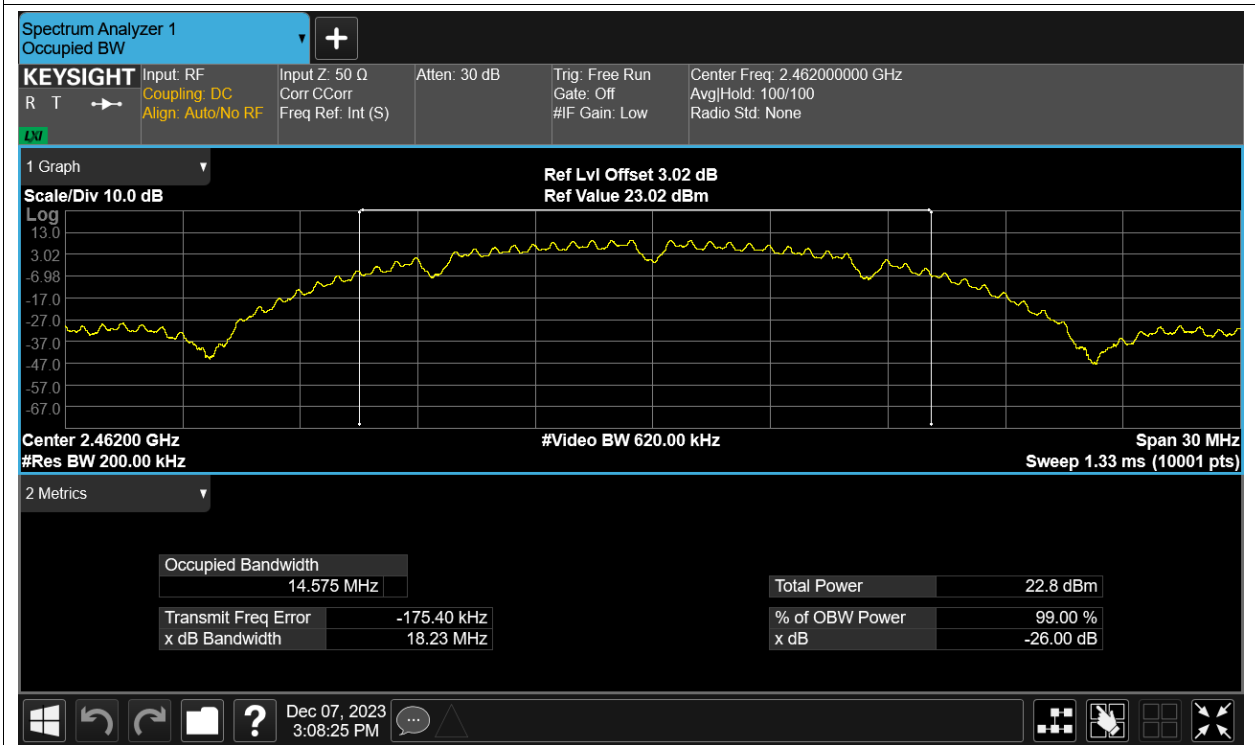 Spectrum Analyzer 1
Occupied BW
KEYSIGHT
R T
LXI
Input: RF
Coupling: DC
Align: Auto/No RF
Input Z: 50 Ω
Corr CCorr
Freq Ref: Int (S)
Atten: 30 dB
Trig: Free Run
Gate: Off
#IF Gain: Low
Center Freq: 2.462000000 GHz
Avg|Hold: 100/100
Radio Std: None
1 Graph
Scale/Div 10.0 dB
Ref Lvl Offset 3.02 dB
Ref Value 23.02 dBm
Log
13.0
3.02
-6.98
-17.0
-27.0
-37.0
-47.0
-57.0
-67.0
Center 2.46200 GHz
#Res BW 200.00 kHz
#Video BW 620.00 kHz
Span 30 MHz
Sweep 1.33 ms (10001 pts)
2 Metrics
Occupied Bandwidth
14.575 MHz
Transmit Freq Error -175.40 kHz
x dB Bandwidth 18.23 MHz
Total Power 22.8 dBm
% of OBW Power 99.00 %
x dB -26.00 dB
?
Dec 07, 2023
3:08:25 PM